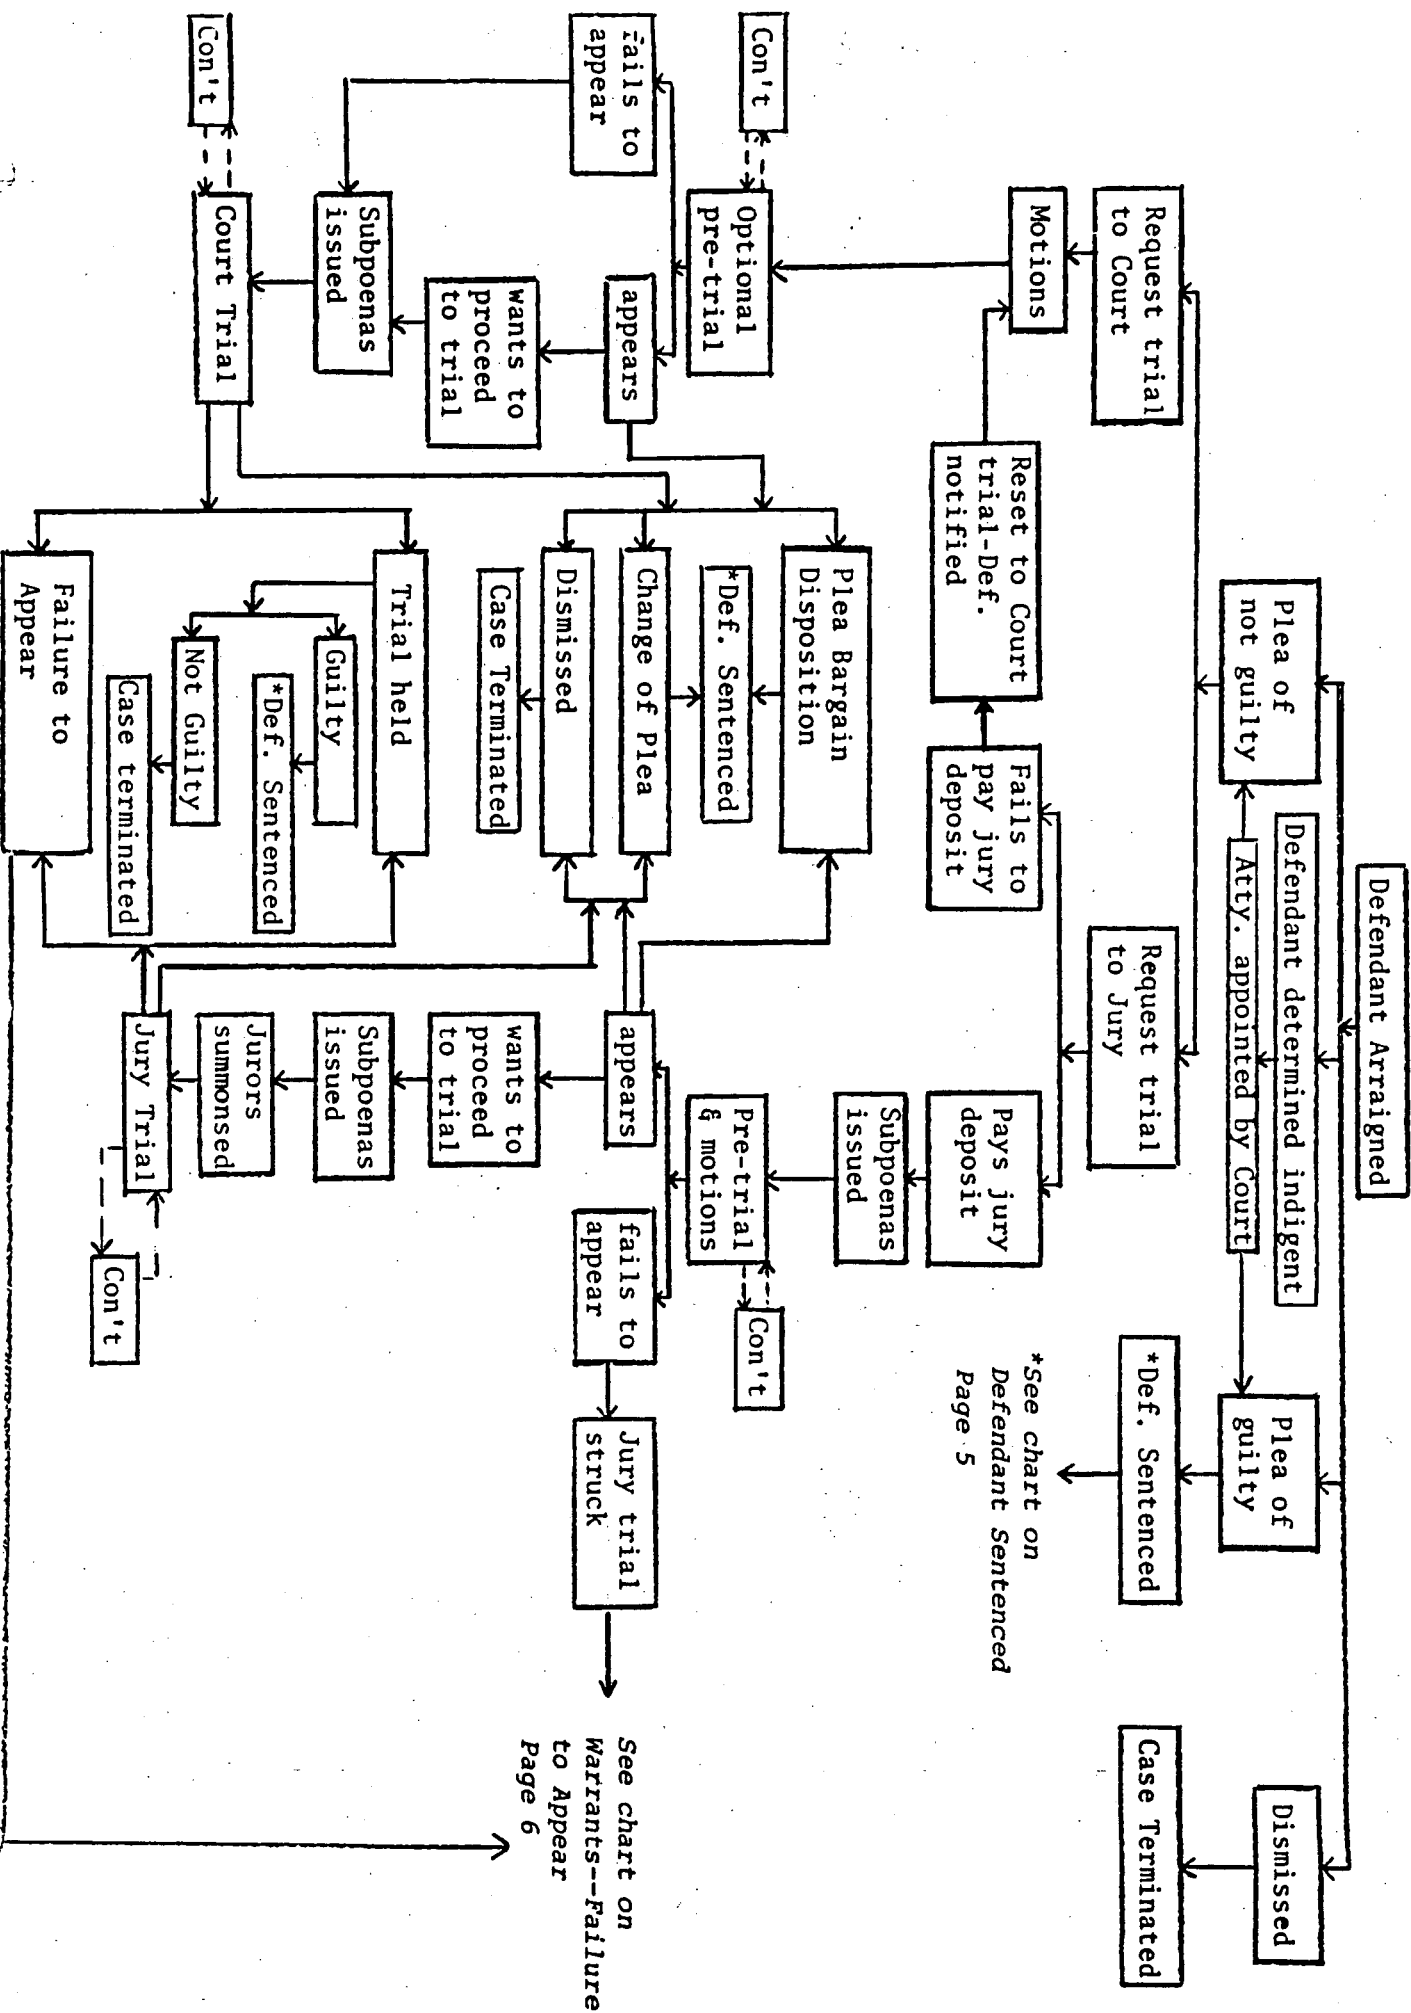 Defendant Arraigned
Defendant determined indigent
Atty. appointed by Court
Plea of
not guilty
Plea of
guilty
Dismissed
*Def. Sentenced
Case Terminated
*See chart on
Defendant Sentenced
Page 5
Request trial
to Court
Request trial
to Jury
Motions
Reset to Court
trial-Def.
notified
Fails to
pay jury
deposit
Pays jury
deposit
Subpoenas
issued
Con't
Optional
pre-trial
Pre-trial
& motions
Con't
Fails to
appear
appears
Plea Bargain
Disposition
*Def. Sentenced
Change of Plea
Dismissed
Case Terminated
appears
fails to
appear
Jury trial
struck
See chart on
Warrants--Failure
to Appear
Page 6
wants to
proceed
to trial
wants to
proceed
to trial
Subpoenas
issued
Subpoenas
issued
Jurors
summonsed
Con't
Court Trial
Trial held
Guilty
*Def. Sentenced
Not Guilty
Case terminated
Failure to
Appear
Jury Trial
Con't